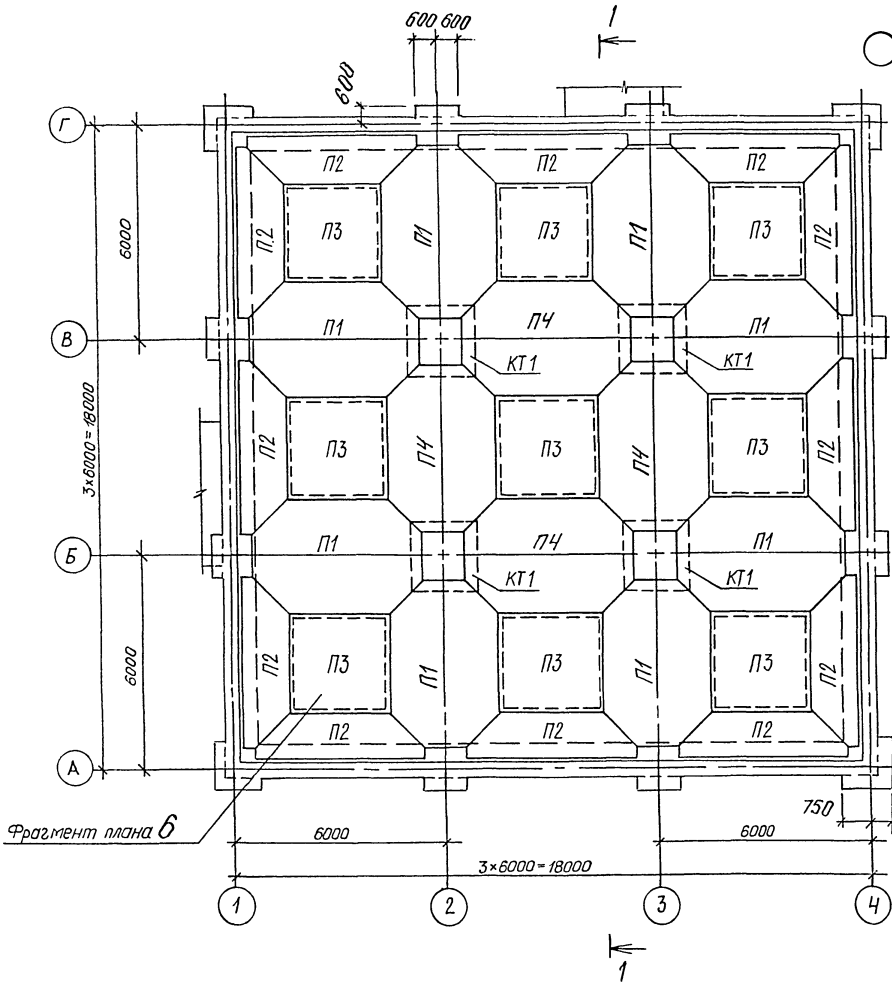 600 600
1
600
Г
П2 П2 П2
П2 П3 П1 П3 П1 П3 П2
6000
В
П1 П4 П1
КТ1 КТ1
3×6000=18000
П2 П3 П4 П3 П4 П3 П2
Б
П1 П4 П1
КТ1 КТ1
6000
П2 П3 П1 П3 П1 П3 П2
П2 П2 П2
А
750
Фрагмент плана 6
6000 6000
3×6000=18000
1 2 3 4
1